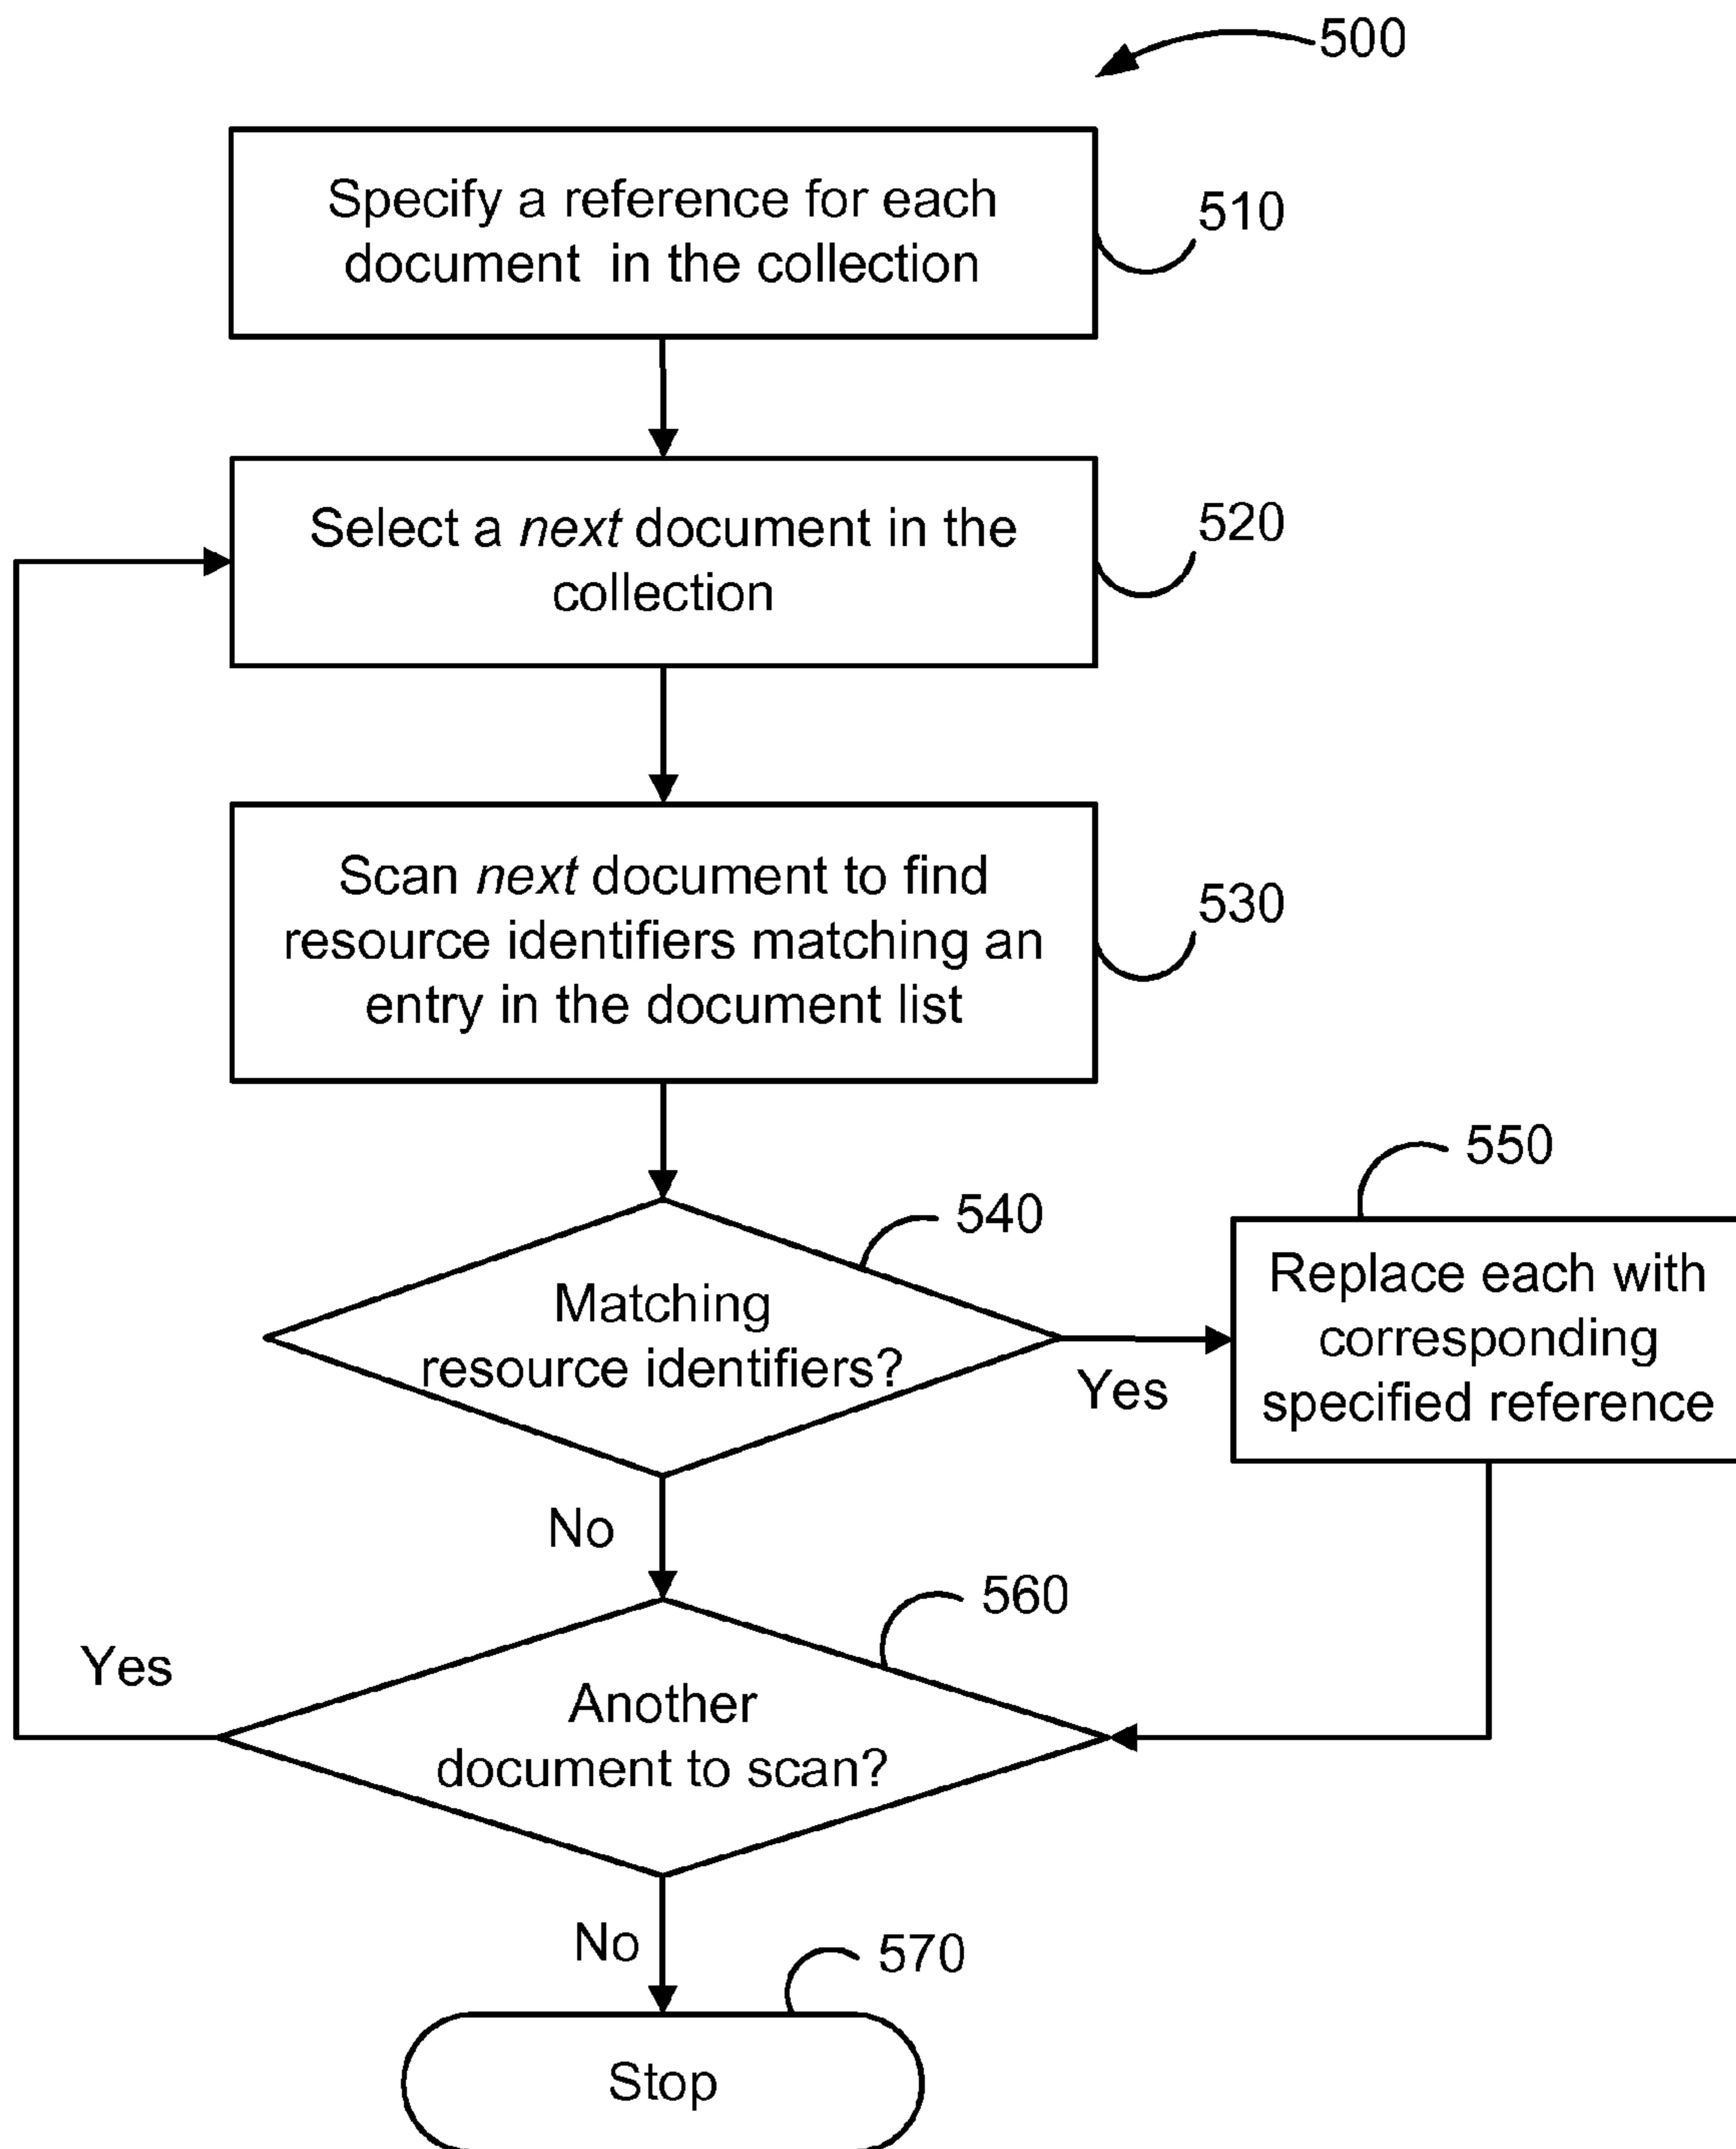 500
Specify a reference for each
document in the collection
510
Select a next document in the
collection
520
Scan next document to find
resource identifiers matching an
entry in the document list
530
Matching
resource identifiers?
540
Yes
Replace each with
corresponding
specified reference
550
No
Another
document to scan?
560
Yes
No
Stop
570